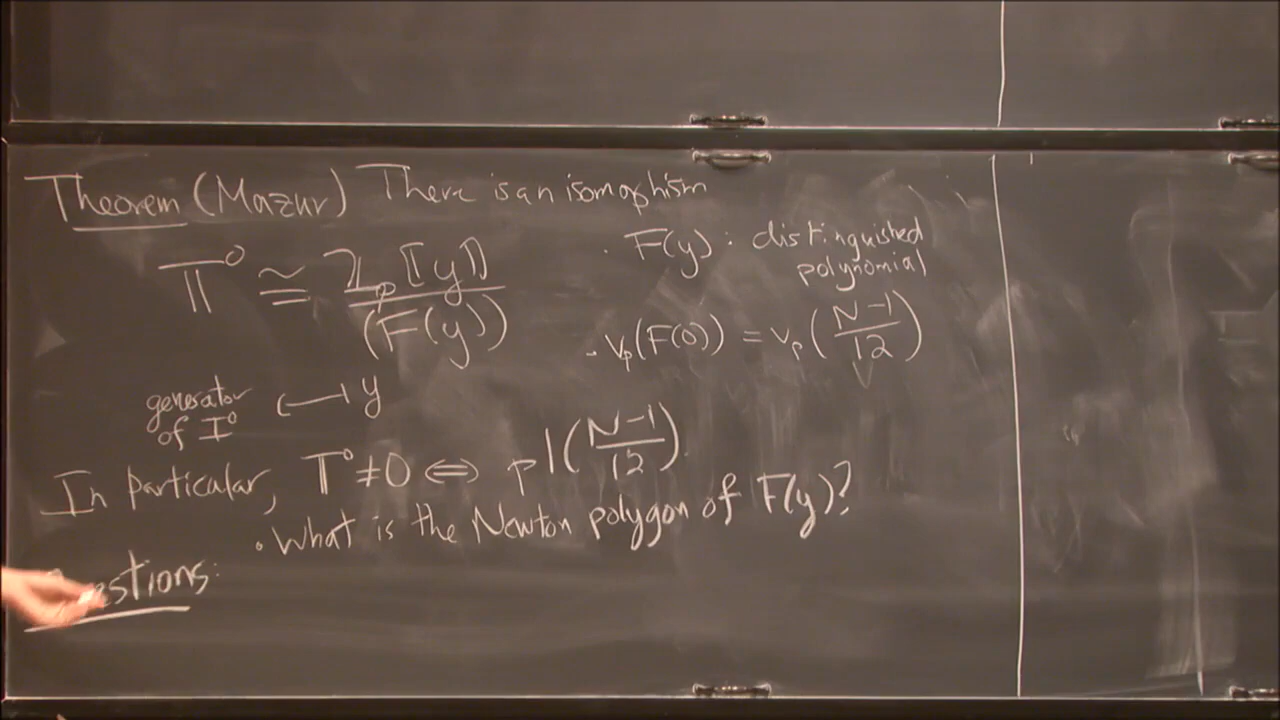 Theorem (Mazur) There is an isomorphism
𝕋⁰ ≃ ℤₚ⟦y⟧ / (F(y))
· F(y) : distinguished
polynomial
· vₚ(F(0)) = vₚ((N-1)/12)
generator
of I⁰ ⟻ y
In particular, 𝕋⁰ ≠ 0 ⇔ p | ((N-1)/12).
· What is the Newton polygon of F(y)?
Questions: